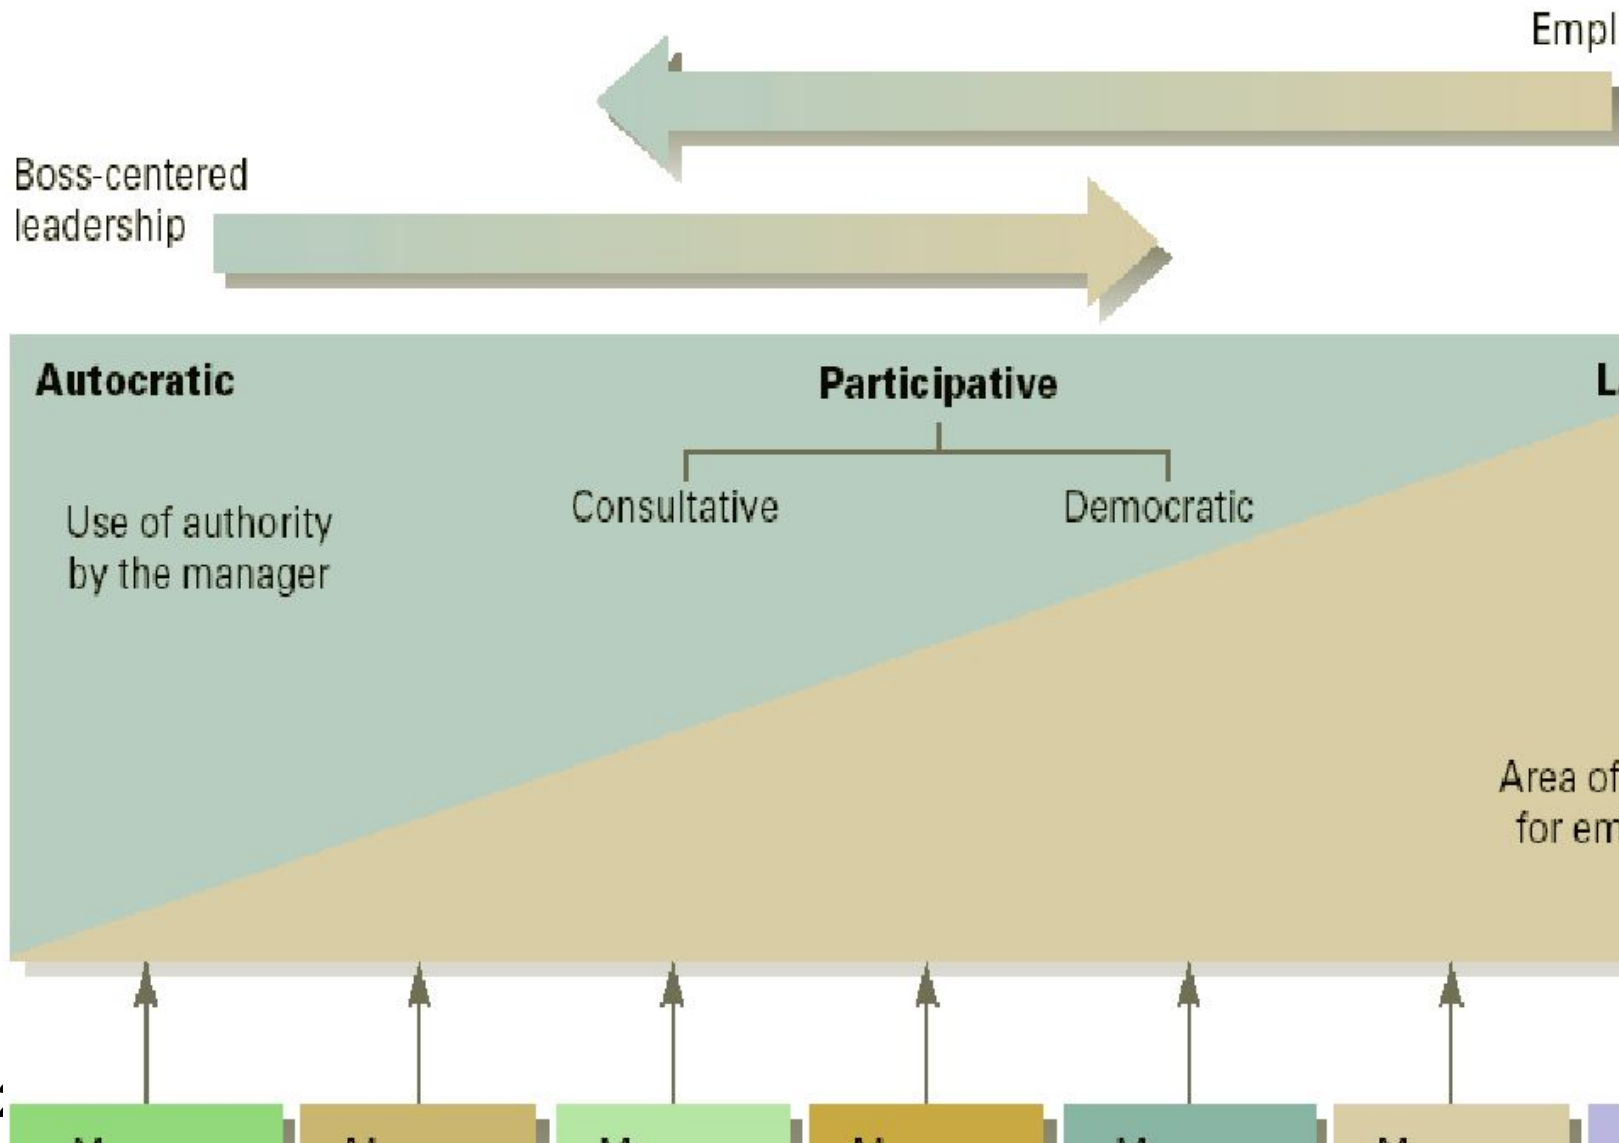 Empl
Boss-centered
leadership
Autocratic
Participative
L
Consultative
Democratic
Use of authority
by the manager
Area of
for em